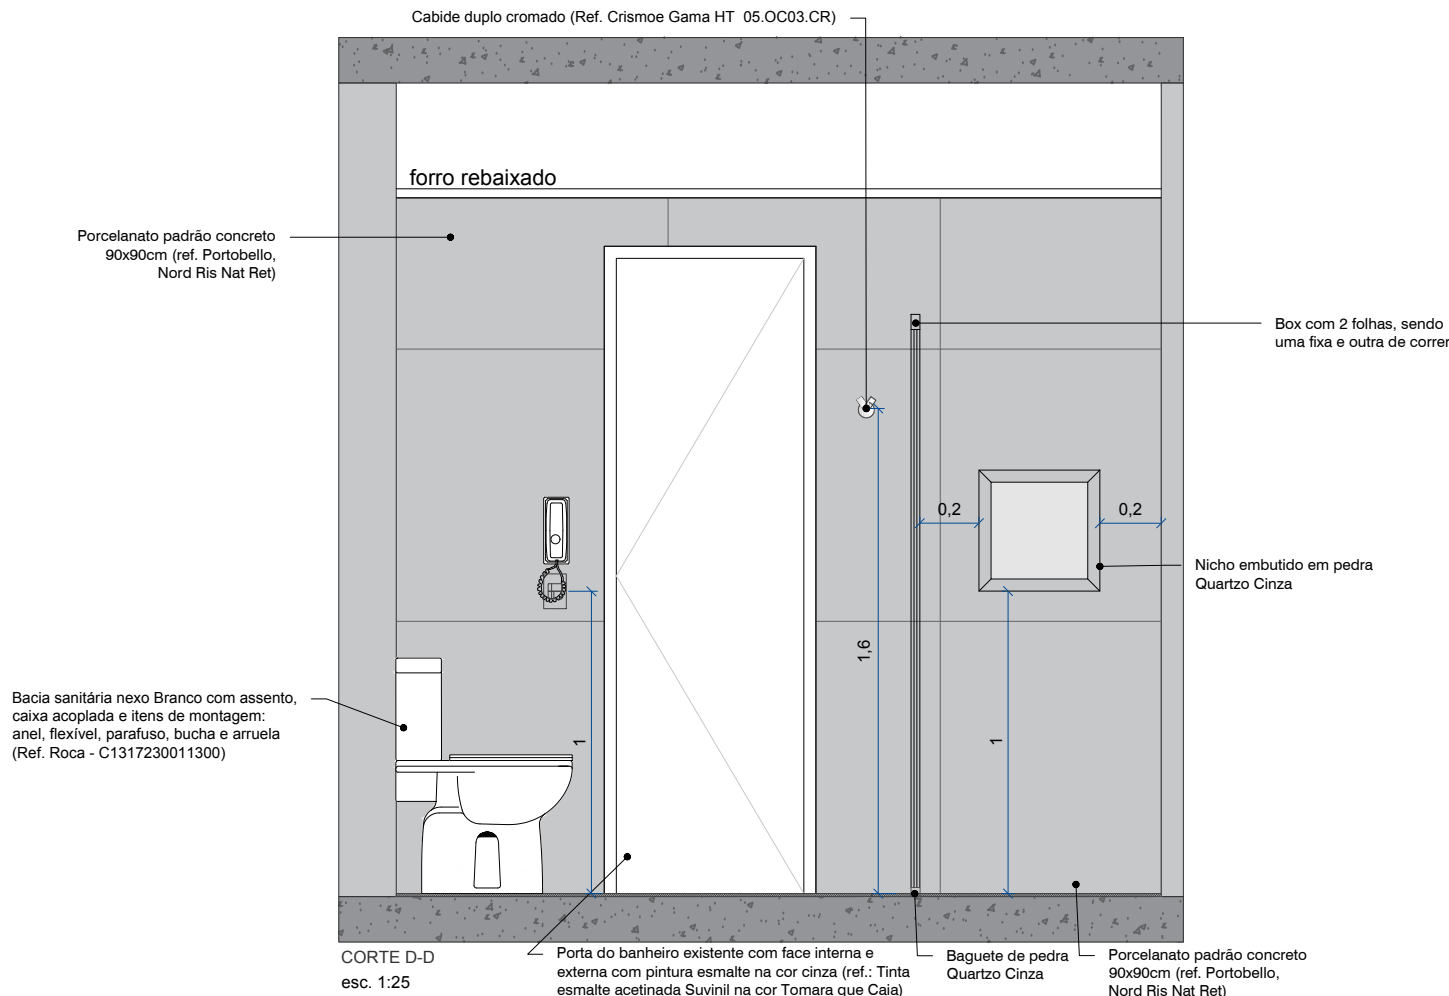 Cabide duplo cromado (Ref. Crismoe Gama HT  05.OC03.CR)
forro rebaixado
Porcelanato padrão concreto
90x90cm (ref. Portobello,
Nord Ris Nat Ret)
Box com 2 folhas, sendo
uma fixa e outra de correr
0,2
0,2
Nicho embutido em pedra
Quartzo Cinza
1,6
1
1
Bacia sanitária nexo Branco com assento,
caixa acoplada e itens de montagem:
anel, flexível, parafuso, bucha e arruela
(Ref. Roca - C1317230011300)
CORTE D-D
esc. 1:25
Porta do banheiro existente com face interna e
externa com pintura esmalte na cor cinza (ref.: Tinta
esmalte acetinada Suvinil na cor Tomara que Caia)
Baguete de pedra
Quartzo Cinza
Porcelanato padrão concreto
90x90cm (ref. Portobello,
Nord Ris Nat Ret)